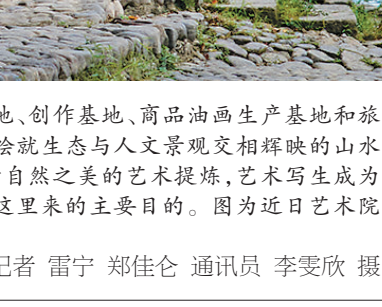 地、创作基地、商品油画生产基地和旅
绘就生态与人文景观交相辉映的山水
自然之美的艺术提炼,艺术写生成为
这里来的主要目的。图为近日艺术院
记者 雷宁 郑佳仑 通讯员 李雯欣 摄